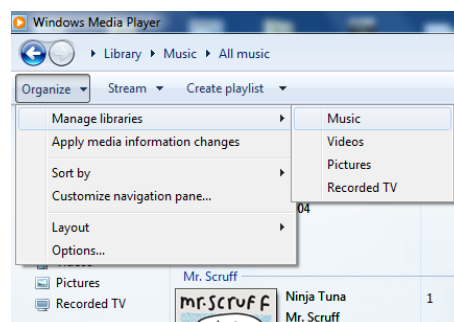 Windows Media Player
Library Music All music
Organize Stream Create playlist
Manage libraries
Apply media information changes
Sort by
Customize navigation pane...
Layout
Options...
Music
Videos
Pictures
Recorded TV
04
Pictures
Recorded TV
Mr. Scruff
mr.scruff
Ninja Tuna
Mr. Scruff
1